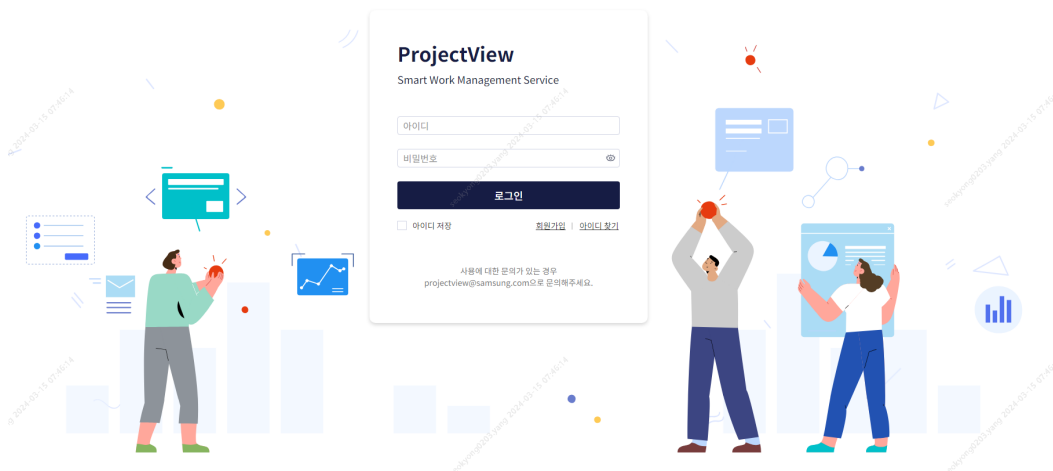 ProjectView
Smart Work Management Service
아이디
비밀번호
로그인
아이디 저장
회원가입 | 아이디 찾기
사용에 대한 문의가 있는 경우
projectview@samsung.com으로 문의해주세요.